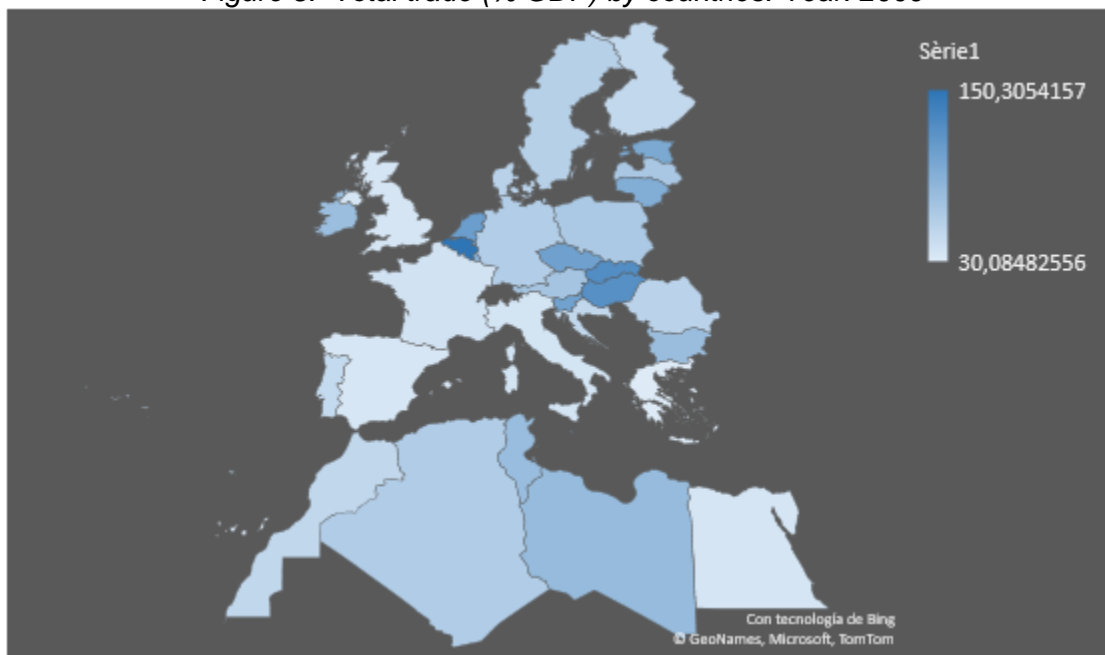 Sèrie1
150,3054157
30,08482556
Con tecnología de Bing
© GeoNames, Microsoft, TomTom